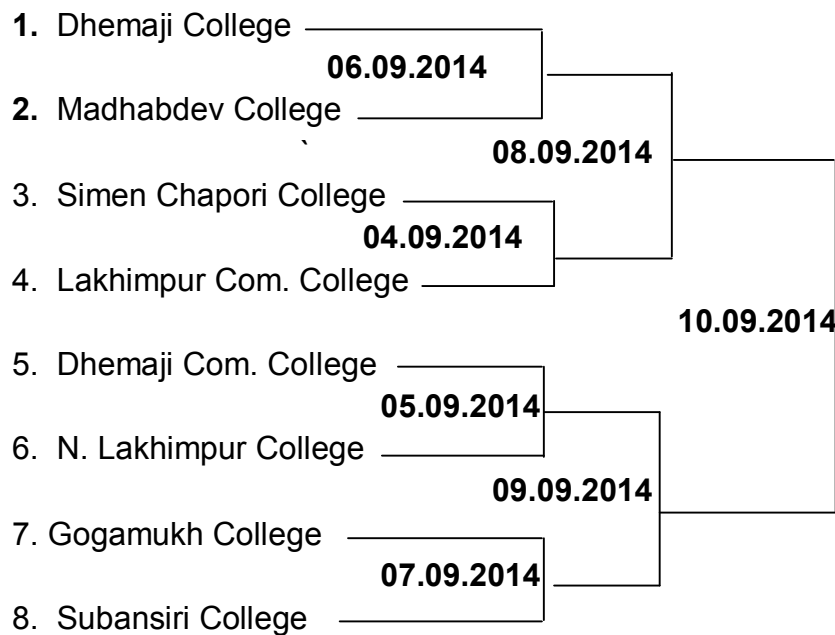 1. Dhemaji College
06.09.2014
2. Madhabdev College
`
08.09.2014
3. Simen Chapori College
04.09.2014
4. Lakhimpur Com. College
10.09.2014
5. Dhemaji Com. College
05.09.2014
6. N. Lakhimpur College
09.09.2014
7. Gogamukh College
07.09.2014
8. Subansiri College